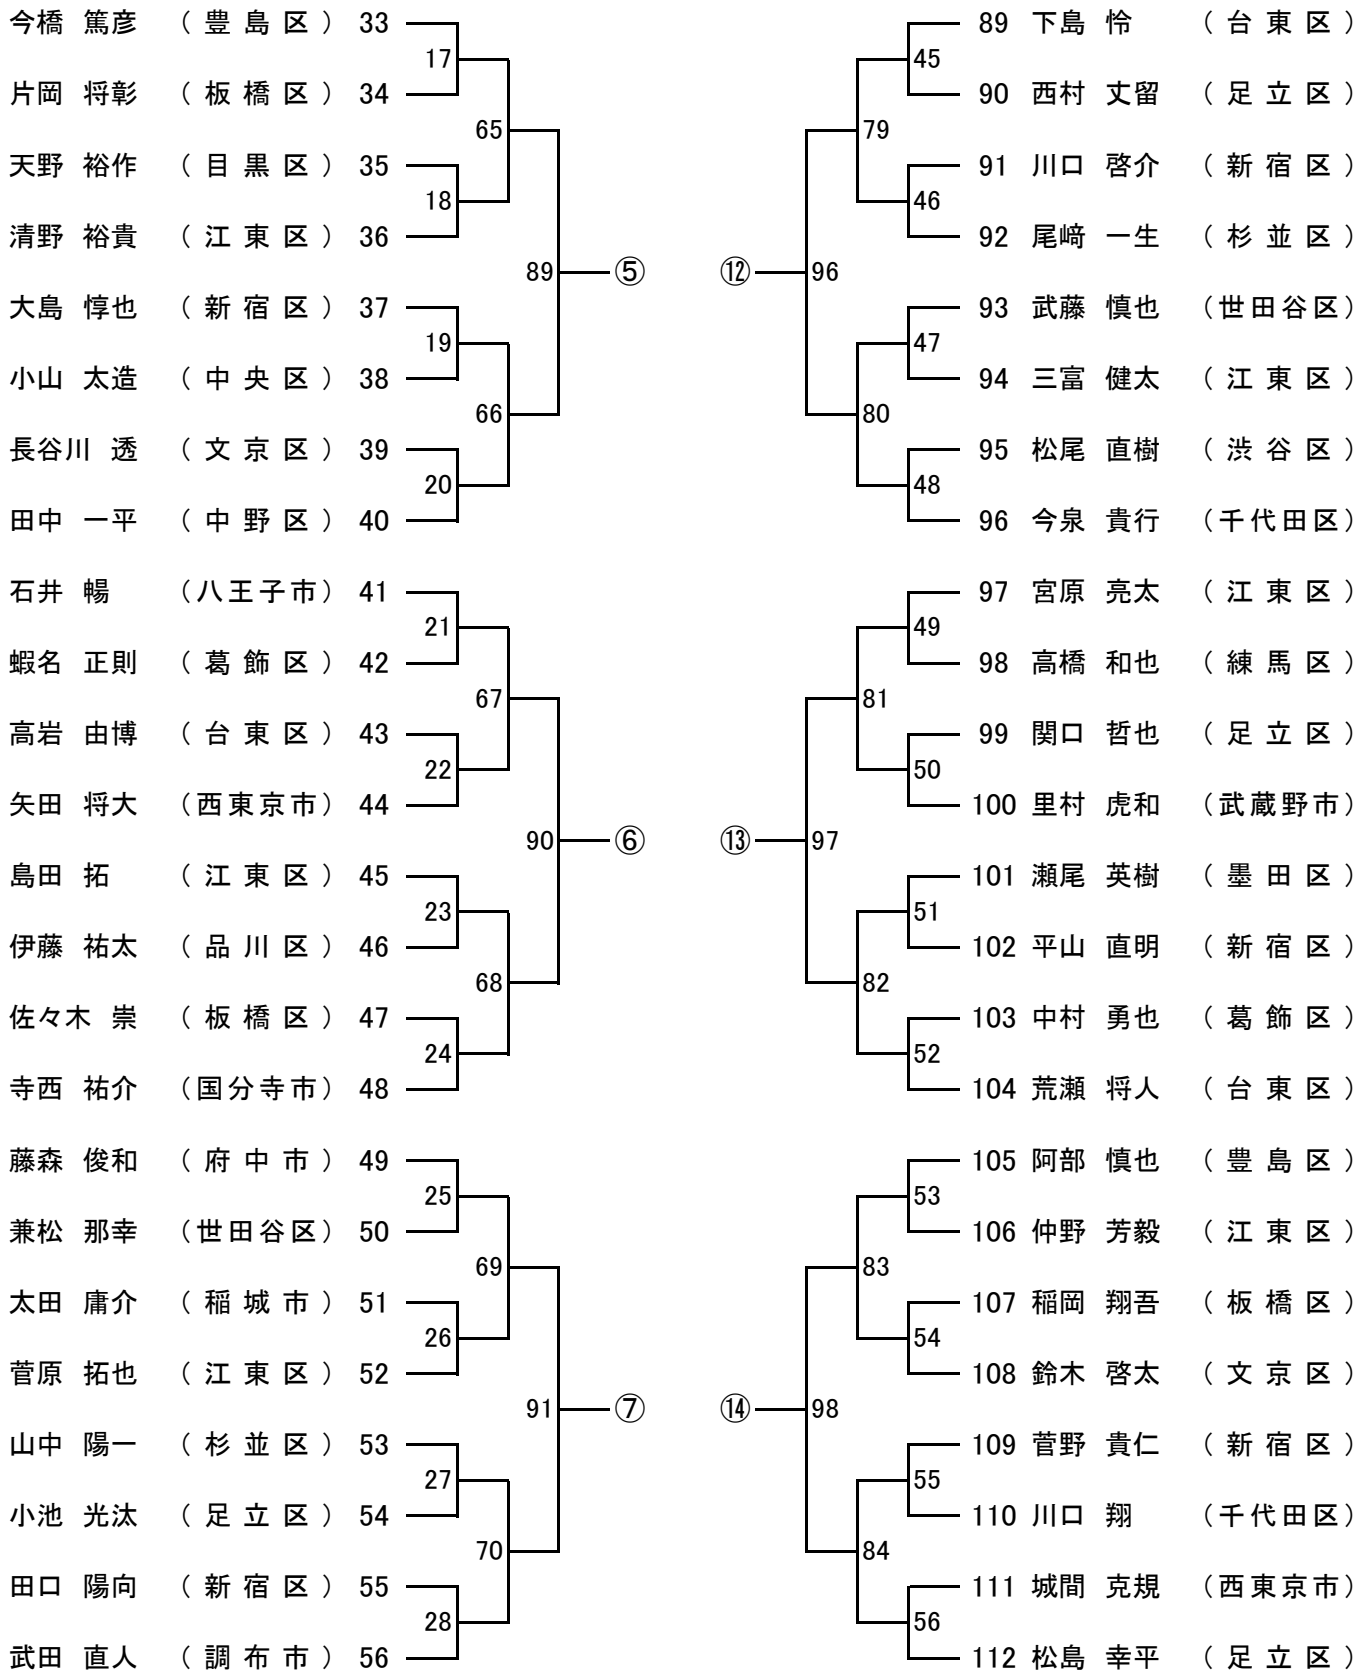 今橋 篤彦 （豊島区） 33
17
片岡 将彰 （板橋区） 34
65
天野 裕作 （目黒区） 35
18
清野 裕貴 （江東区） 36
89 ⑤
大島 惇也 （新宿区） 37
19
小山 太造 （中央区） 38
66
長谷川 透 （文京区） 39
20
田中 一平 （中野区） 40
石井 暢 （八王子市） 41
21
蝦名 正則 （葛飾区） 42
67
高岩 由博 （台東区） 43
22
矢田 将大 （西東京市） 44
90 ⑥
島田 拓 （江東区） 45
23
伊藤 祐太 （品川区） 46
68
佐々木 崇 （板橋区） 47
24
寺西 祐介 （国分寺市） 48
藤森 俊和 （府中市） 49
25
兼松 那幸 （世田谷区） 50
69
太田 庸介 （稲城市） 51
26
菅原 拓也 （江東区） 52
91 ⑦
山中 陽一 （杉並区） 53
27
小池 光汰 （足立区） 54
70
田口 陽向 （新宿区） 55
28
武田 直人 （調布市） 56
89 下島 怜 （台東区）
45
90 西村 丈留 （足立区）
79
91 川口 啓介 （新宿区）
46
92 尾﨑 一生 （杉並区）
⑫ 96
93 武藤 慎也 （世田谷区）
47
94 三富 健太 （江東区）
80
95 松尾 直樹 （渋谷区）
48
96 今泉 貴行 （千代田区）
97 宮原 亮太 （江東区）
49
98 高橋 和也 （練馬区）
81
99 関口 哲也 （足立区）
50
100 里村 虎和 （武蔵野市）
⑬ 97
101 瀬尾 英樹 （墨田区）
51
102 平山 直明 （新宿区）
82
103 中村 勇也 （葛飾区）
52
104 荒瀬 将人 （台東区）
105 阿部 慎也 （豊島区）
53
106 仲野 芳毅 （江東区）
83
107 稲岡 翔吾 （板橋区）
54
108 鈴木 啓太 （文京区）
⑭ 98
109 菅野 貴仁 （新宿区）
55
110 川口 翔 （千代田区）
84
111 城間 克規 （西東京市）
56
112 松島 幸平 （足立区）